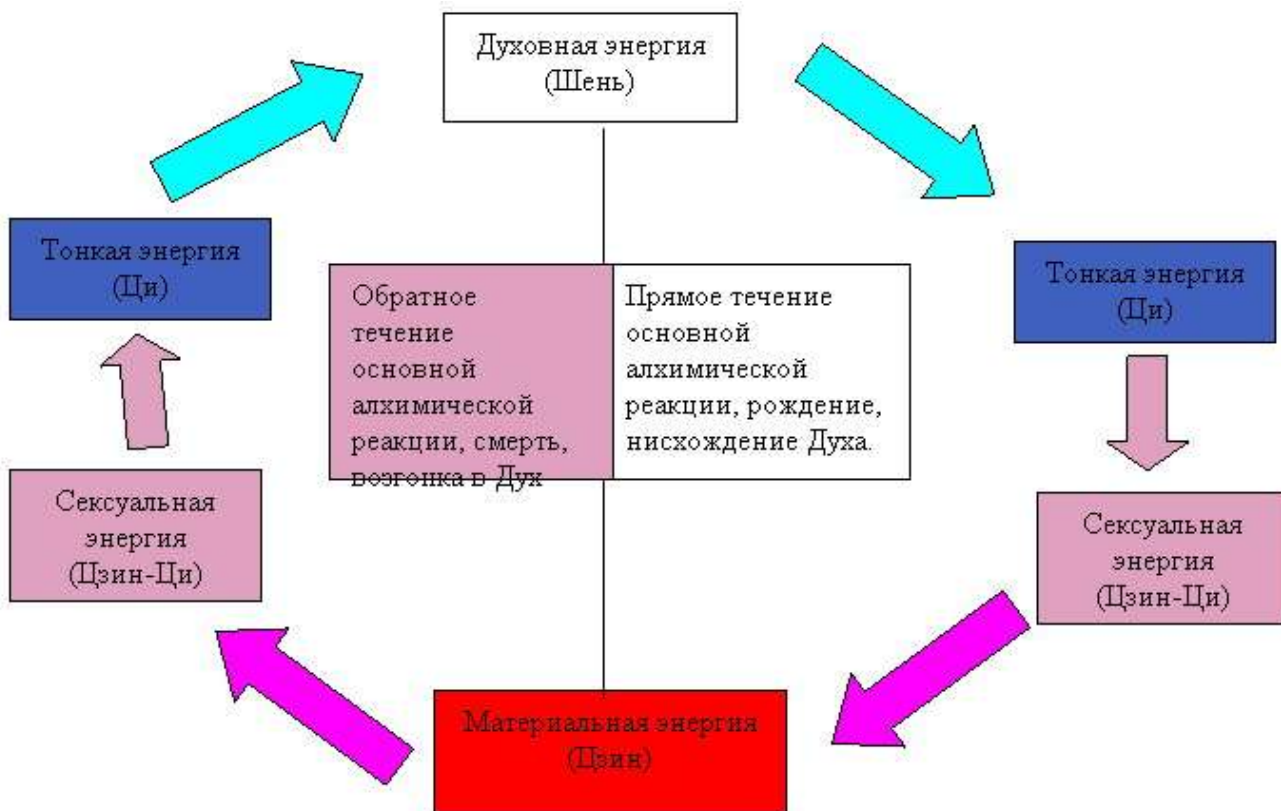 Духовная энергия
(Шень)
Тонкая энергия
(Ци)
Тонкая энергия
(Ци)
Обратное
течение
основной
алхимической
реакции, смерть,
возгонка в Дух
Прямое течение
основной
алхимической
реакции, рождение,
нисхождение Духа.
Сексуальная
энергия
(Цзин-Ци)
Сексуальная
энергия
(Цзин-Ци)
Материальная энергия
(Цзин)